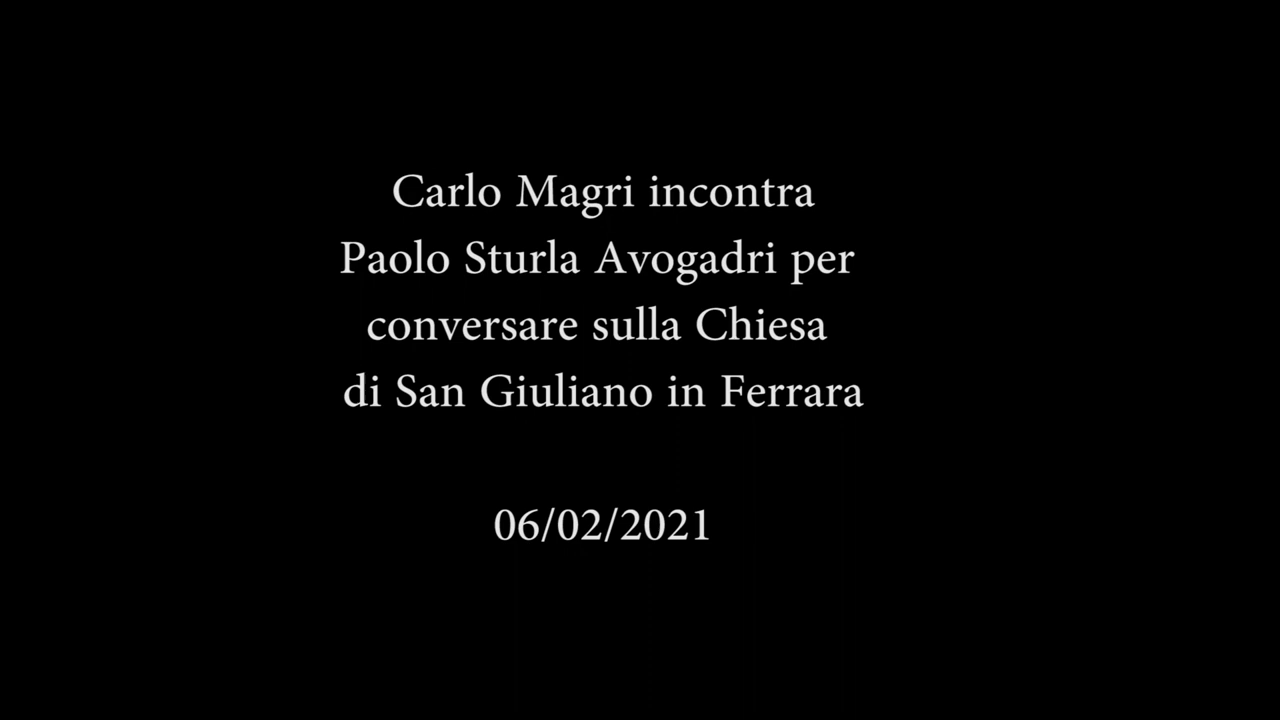 Carlo Magri incontra
Paolo Sturla Avogadri per
conversare sulla Chiesa
di San Giuliano in Ferrara
06/02/2021